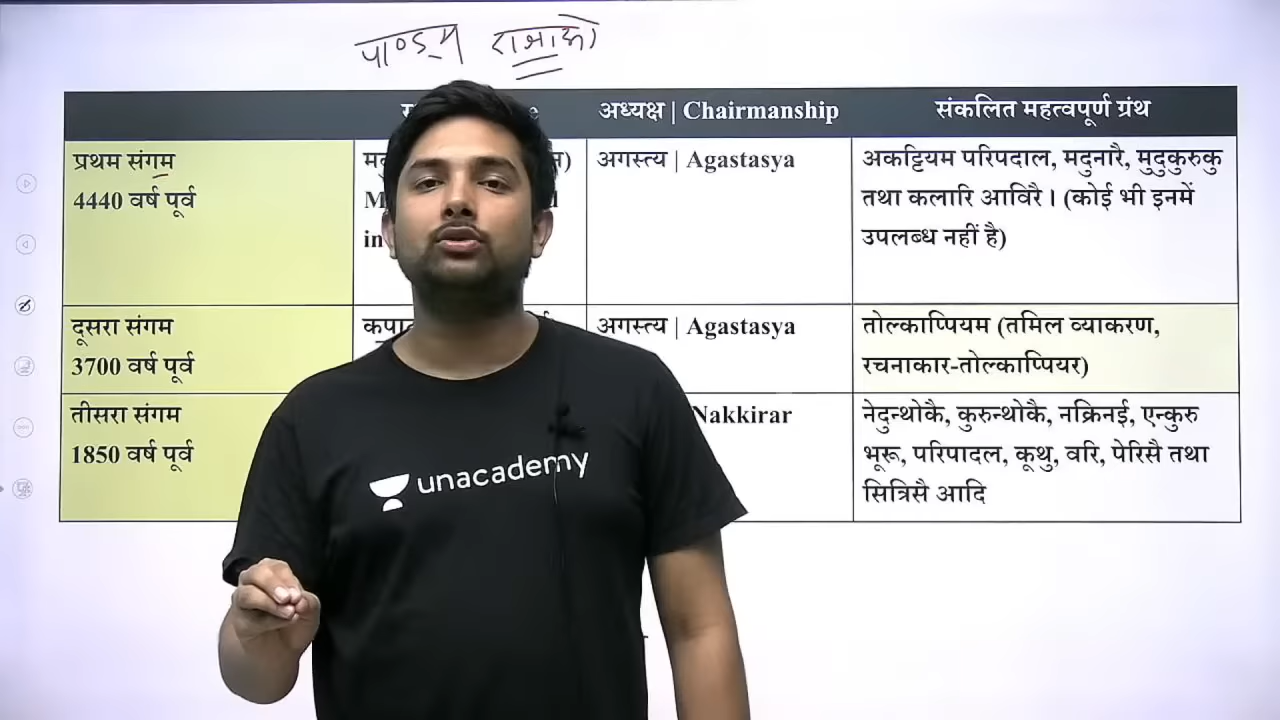 पाण्ड्य राजाओ
अध्यक्ष | Chairmanship
संकलित महत्वपूर्ण ग्रंथ
प्रथम संगम
4440 वर्ष पूर्व
in
अगस्त्य | Agastasya
अकट्टियम परिपदाल, मदुनारै, मुदुकुरुकु
तथा कलारि आविरै। (कोई भी इनमें
उपलब्ध नहीं है)
दूसरा संगम
3700 वर्ष पूर्व
अगस्त्य | Agastasya
तोल्काप्पियम (तमिल व्याकरण,
रचनाकार-तोल्काप्पियर)
तीसरा संगम
1850 वर्ष पूर्व
Nakkirar
नेदुन्थोकै, कुरुन्थोकै, नक्रिनई, एन्कुरु
भूरू, परिपादल, कूथु, वरि, पेरिसै तथा
सित्रिसै आदि
unacademy